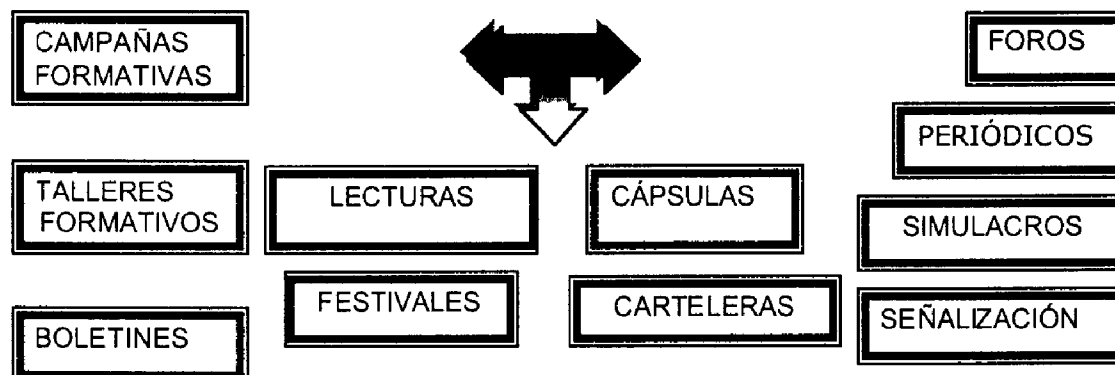 CAMPAÑAS
FORMATIVAS
FOROS
PERIÓDICOS
TALLERES
FORMATIVOS
LECTURAS
CÁPSULAS
SIMULACROS
FESTIVALES
CARTELERAS
SEÑALIZACIÓN
BOLETINES